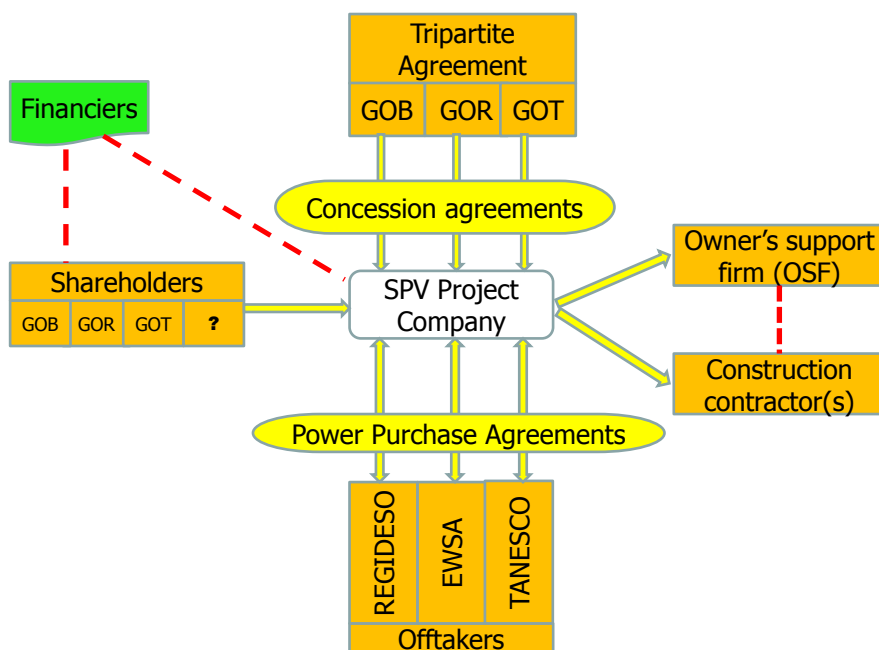 Tripartite
Agreement
GOB GOR GOT
Financiers
Concession agreements
Shareholders
GOB GOR GOT ?
SPV Project
Company
Owner’s support
firm (OSF)
Construction
contractor(s)
Power Purchase Agreements
REGIDESO
EWSA
TANESCO
Offtakers